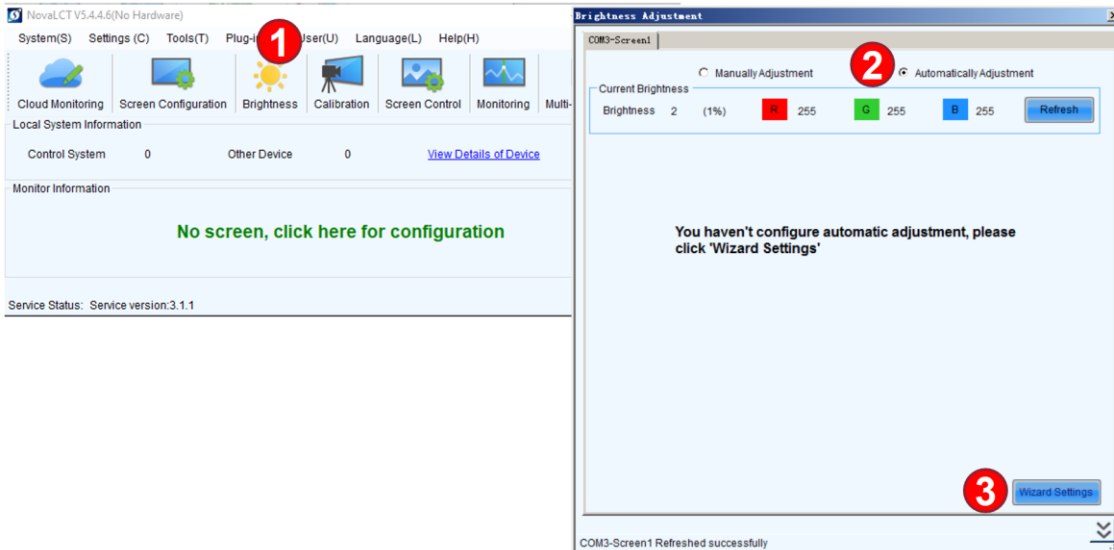 NovaLCT V5.4.4.6(No Hardware)
System(S) Settings (C) Tools(T) Language(L) Help(H)
1
Cloud Monitoring Screen Configuration Brightness Calibration Screen Control Monitoring Multi-
Local System Information
Control System 0 Other Device 0 View Details of Device
Monitor Information
No screen, click here for configuration
Service Status: Service version:3.1.1
Brightness Adjustment
COM3-Screen1
Manually Adjustment 2 Automatically Adjustment
Current Brightness
Brightness 2 (1%) R 255 G 255 B 255 Refresh
You haven't configure automatic adjustment, please
click 'Wizard Settings'
3 Wizard Settings
COM3-Screen1 Refreshed successfully